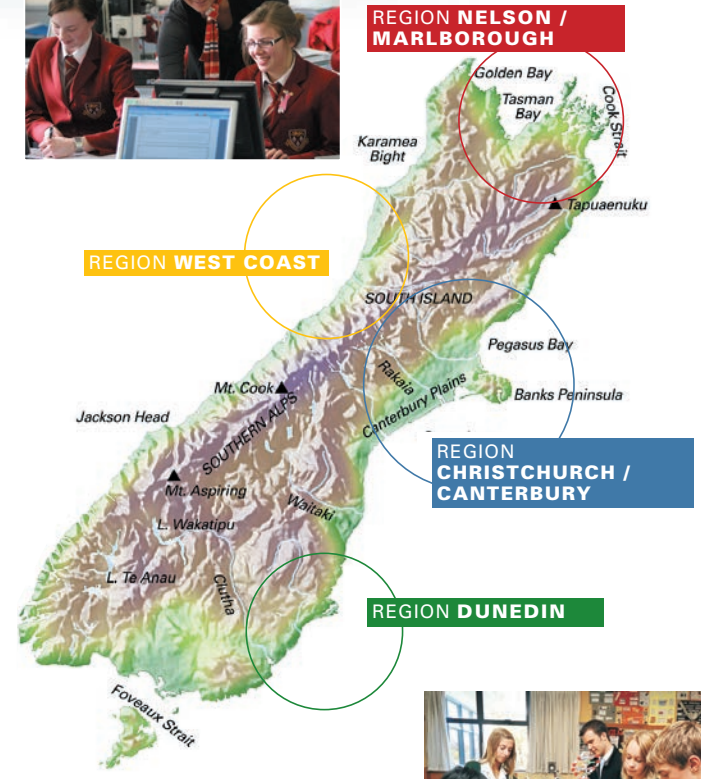 REGION NELSON /
MARLBOROUGH
Golden Bay
Tasman
Bay
Cook Strait
Karamea
Bight
Tapuaenuku
REGION WEST COAST
SOUTH ISLAND
Pegasus Bay
Rakaia
Mt. Cook
Canterbury Plains
Banks Peninsula
SOUTHERN ALPS
Jackson Head
REGION
CHRISTCHURCH /
CANTERBURY
Mt. Aspiring
Waitaki
L. Wakatipu
L. Te Anau
Clutha
REGION DUNEDIN
Foveaux Strait